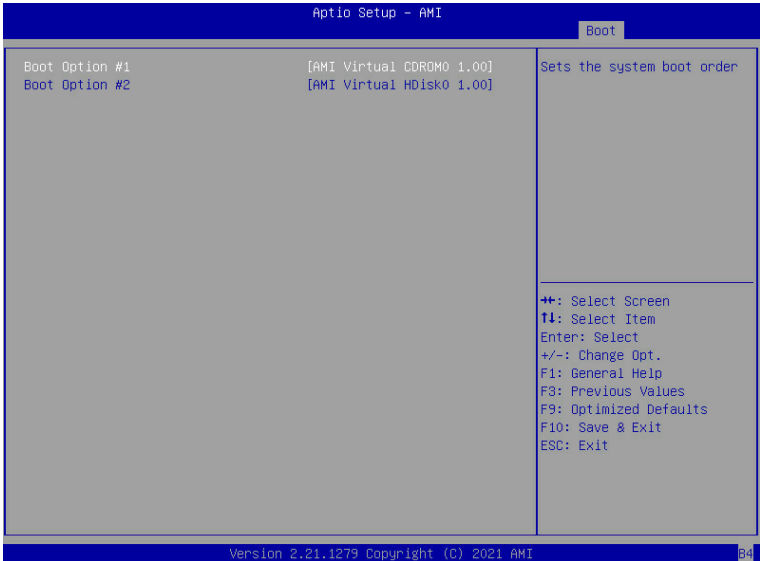 Aptio Setup - AMI
Boot
Boot Option #1 [AMI Virtual CDROM0 1.00]
Boot Option #2 [AMI Virtual HDisk0 1.00]
Sets the system boot order
→←: Select Screen
↑↓: Select Item
Enter: Select
+/-: Change Opt.
F1: General Help
F3: Previous Values
F9: Optimized Defaults
F10: Save & Exit
ESC: Exit
Version 2.21.1279 Copyright (C) 2021 AMI
B4